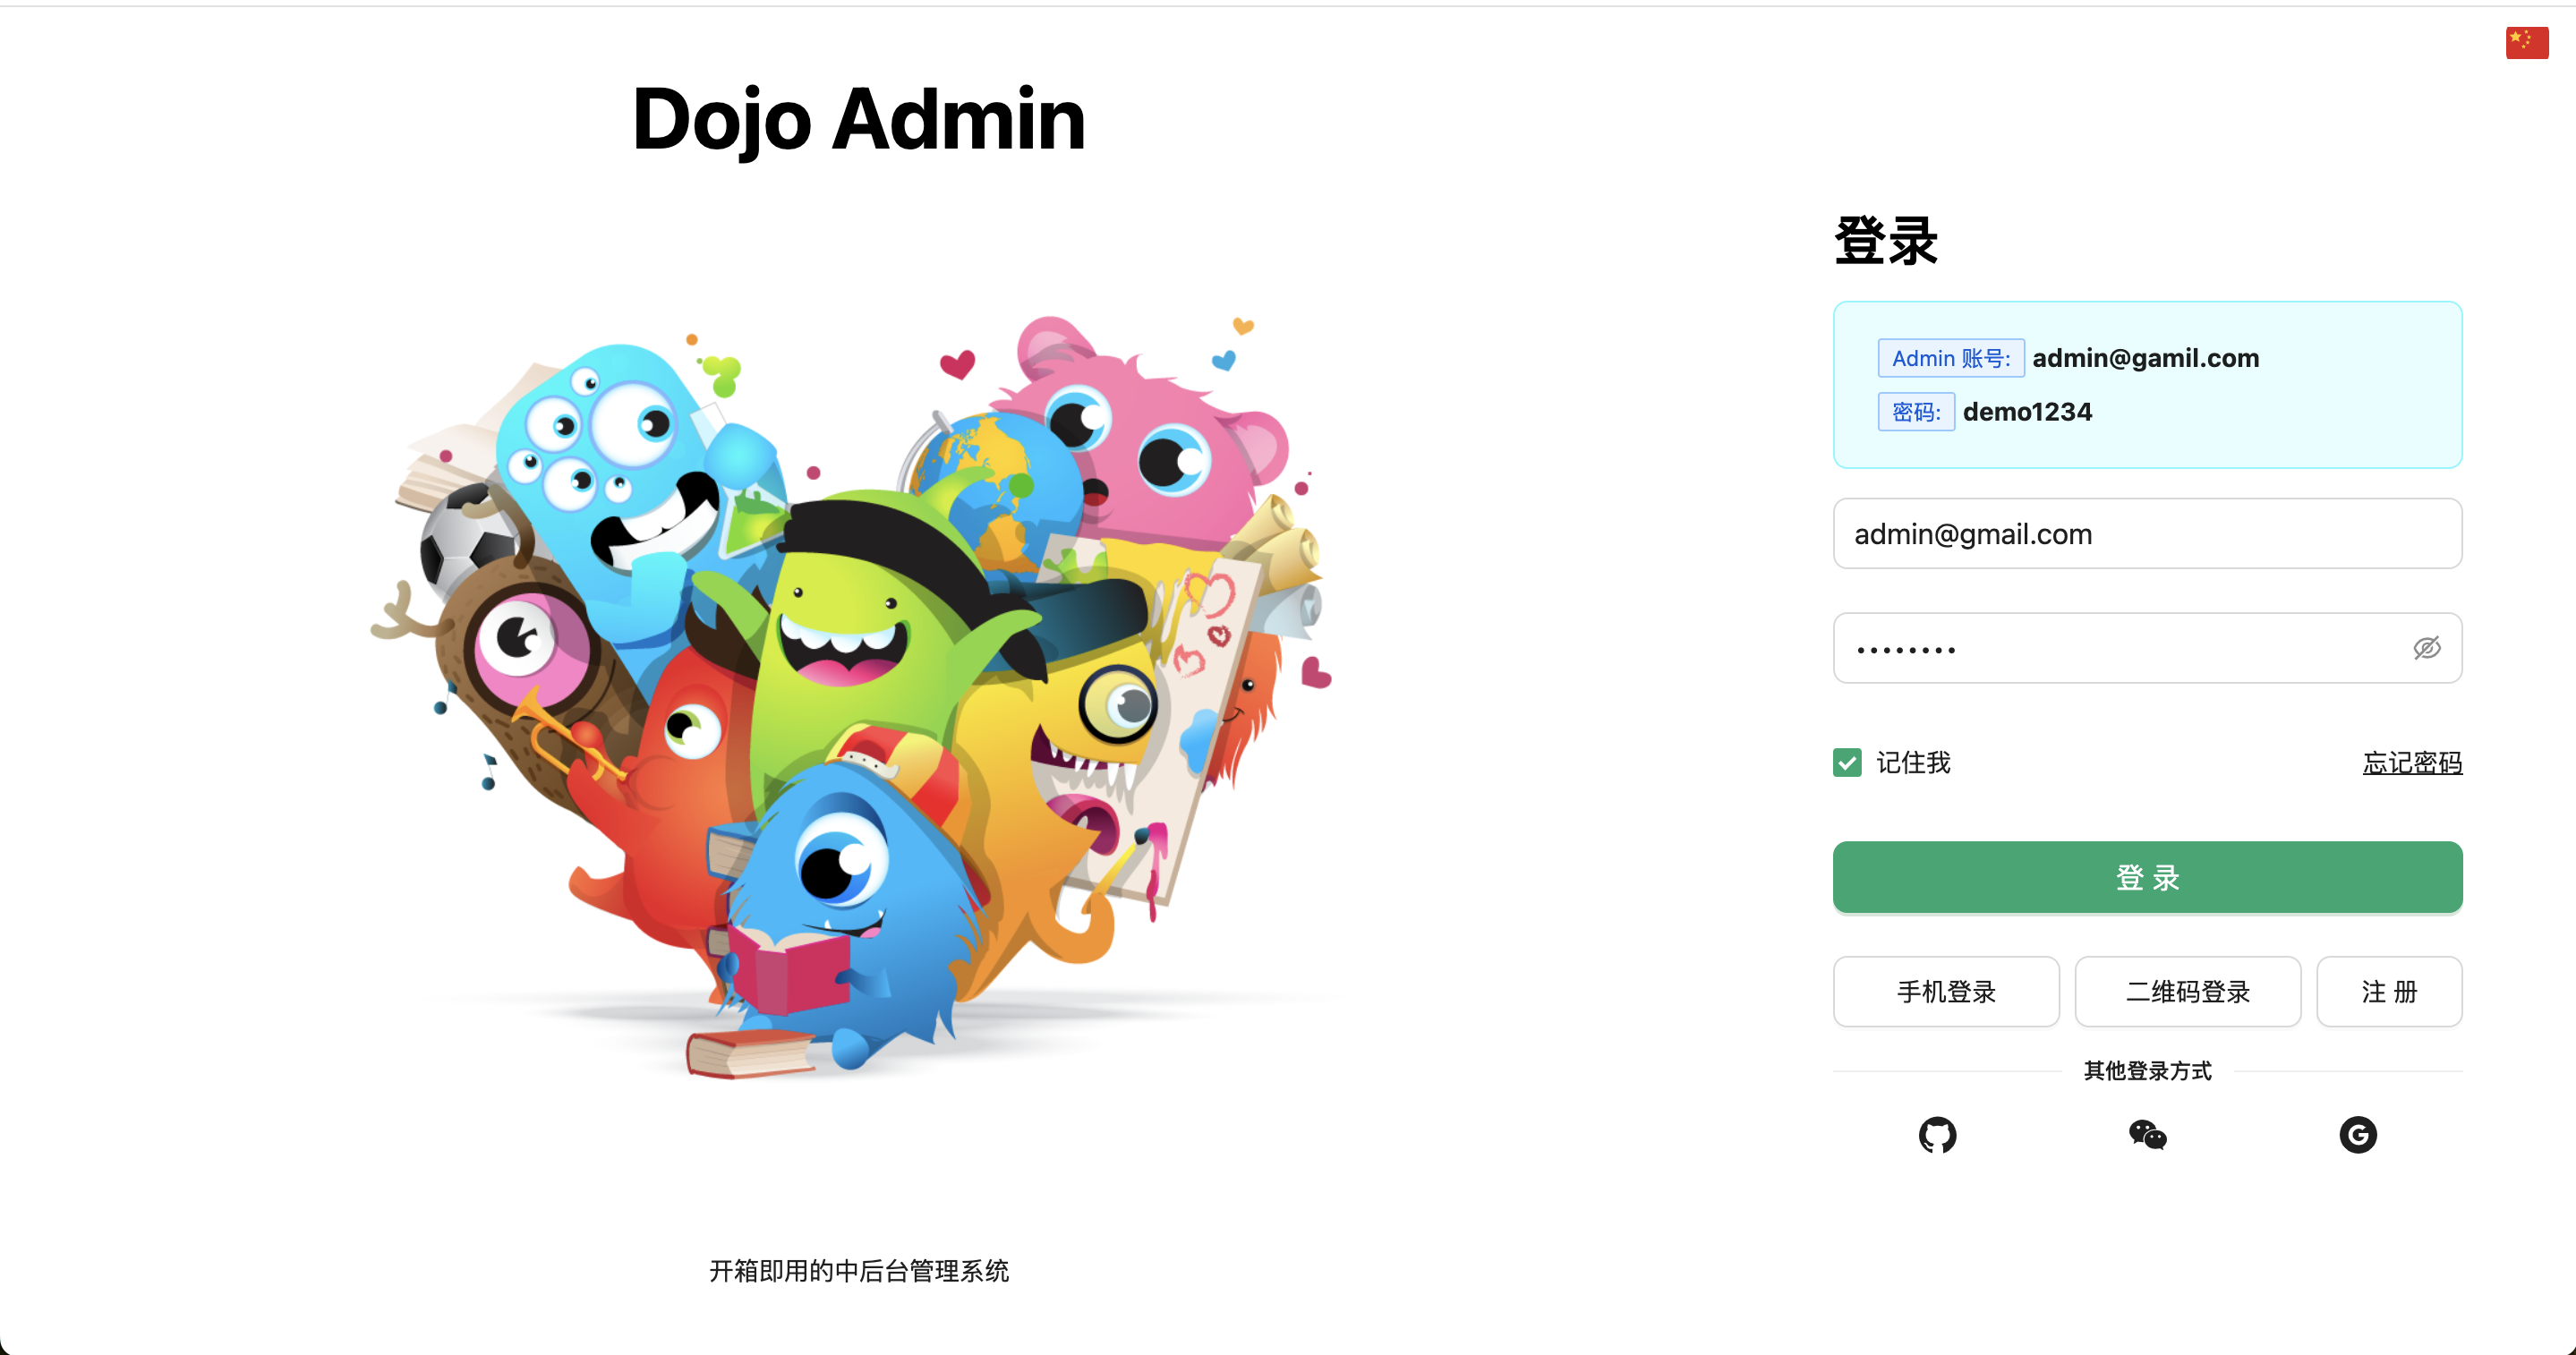 Dojo Admin
登录
Admin 账号: admin@gamil.com
密码: demo1234
admin@gmail.com
••••••••
记住我
忘记密码
登 录
手机登录
二维码登录
注 册
其他登录方式
开箱即用的中后台管理系统